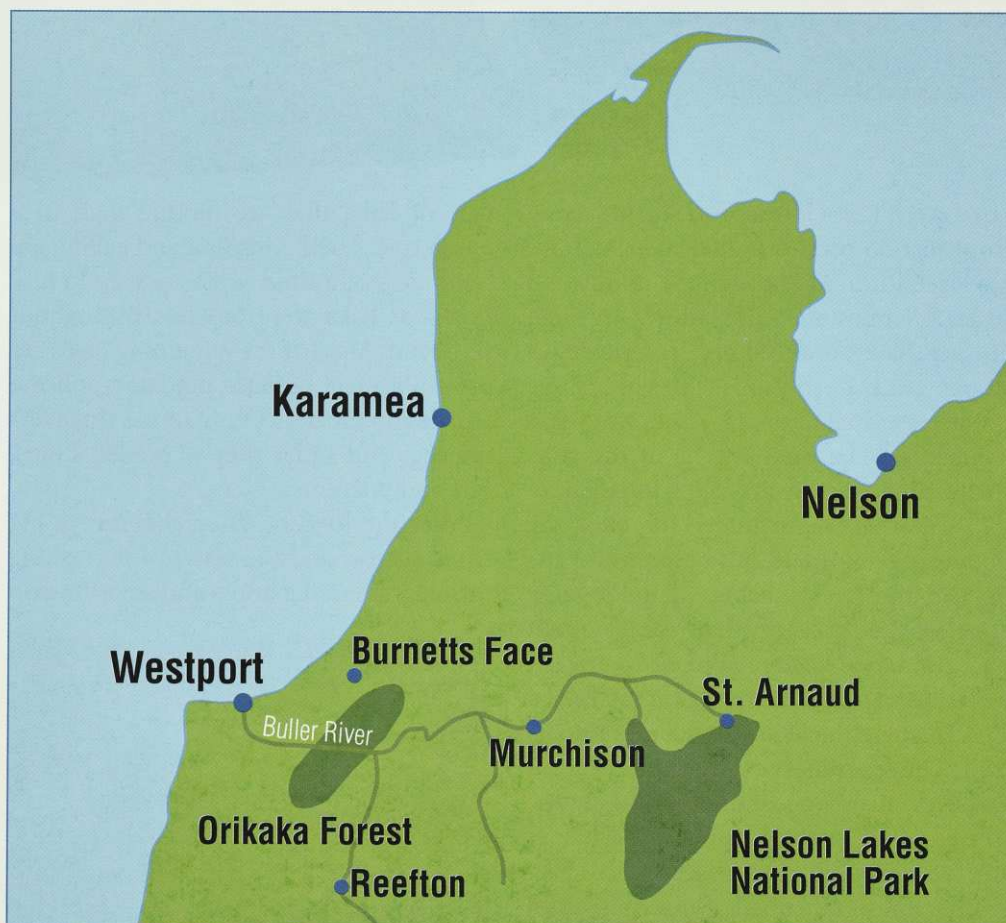 Karamea
Nelson
Burnetts Face
Westport
St. Arnaud
Buller River
Murchison
Orikaka Forest
Nelson Lakes
National Park
Reefton